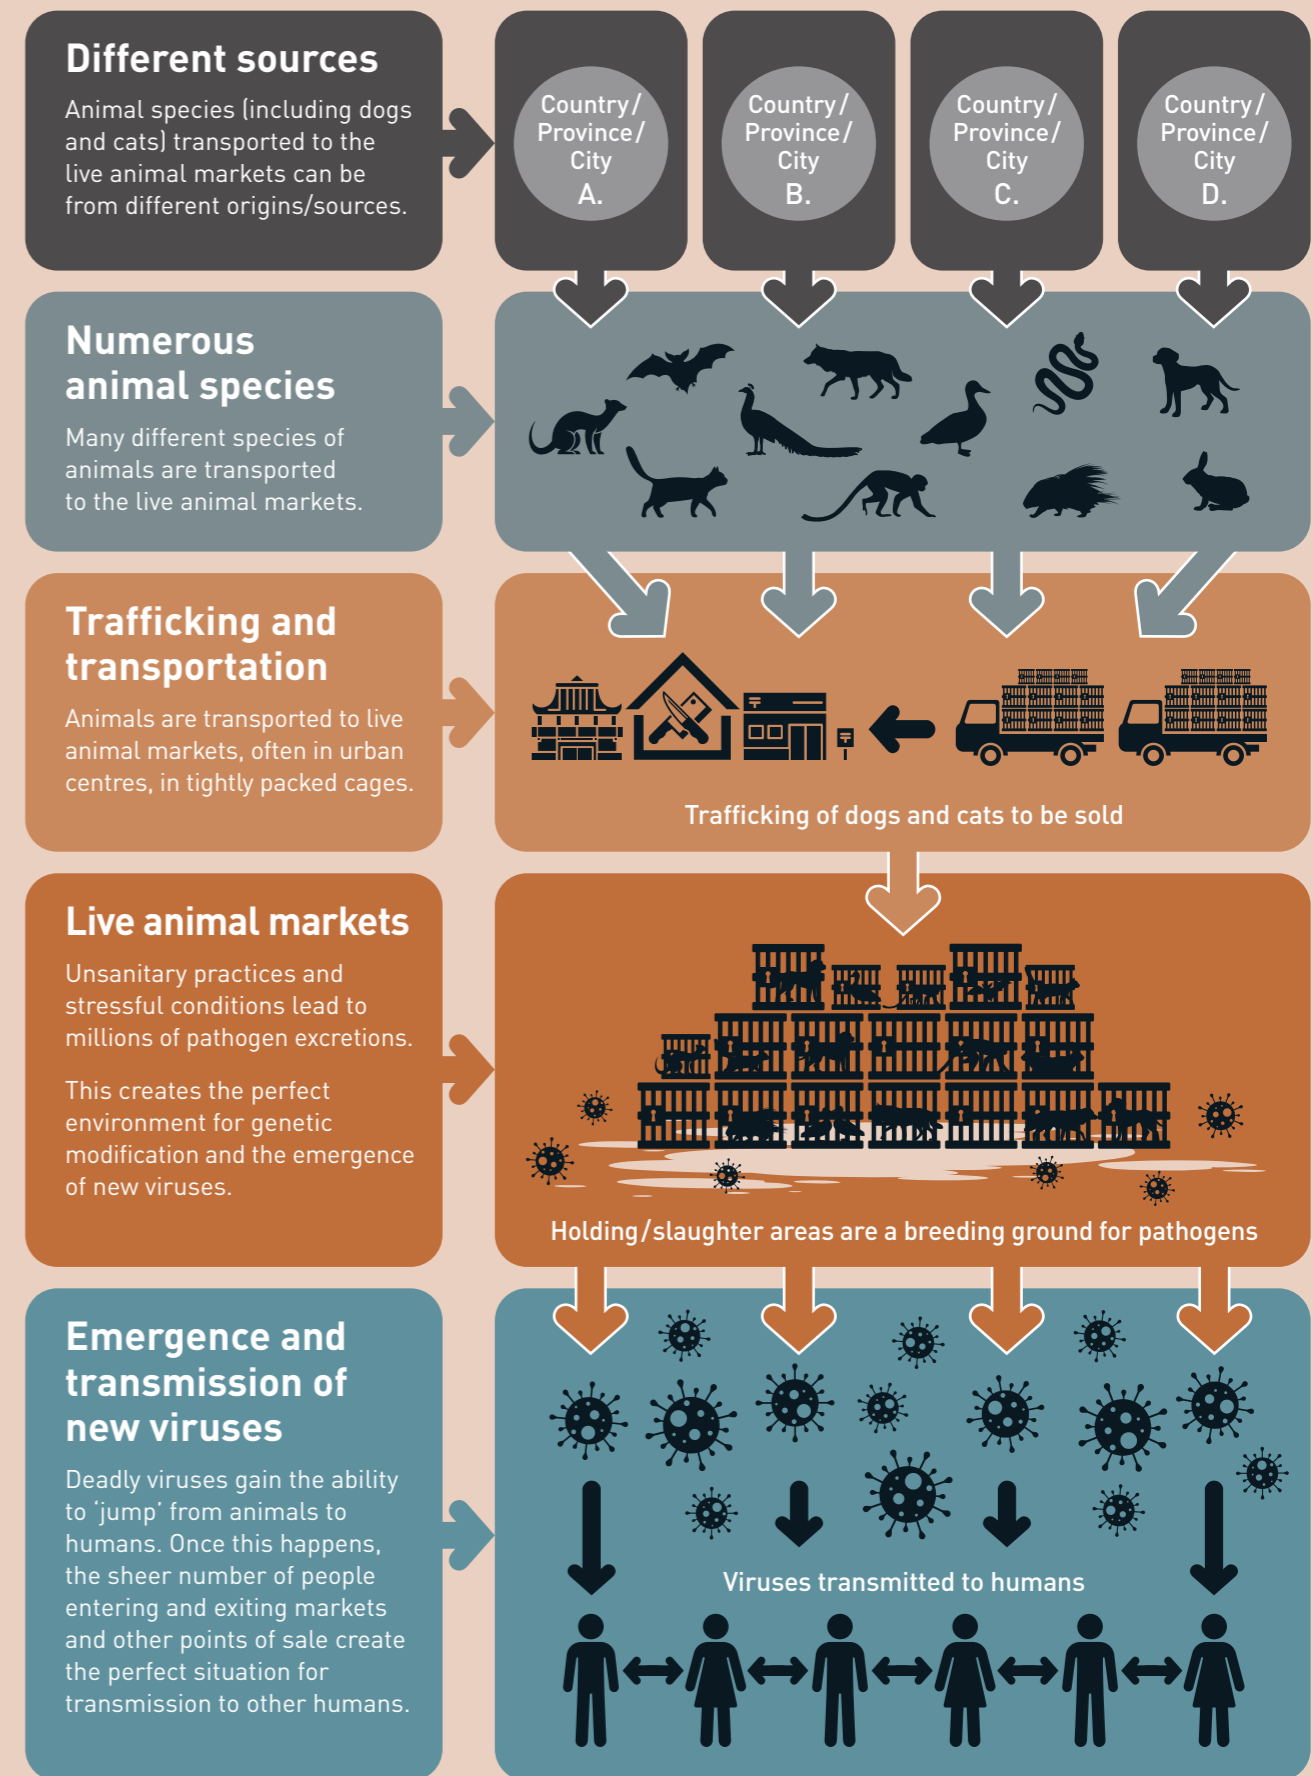 Different sources
Animal species (including dogs
and cats) transported to the
live animal markets can be
from different origins/sources.
Country/
Province/
City
A.
Country/
Province/
City
B.
Country/
Province/
City
C.
Country/
Province/
City
D.
Numerous
animal species
Many different species of
animals are transported
to the live animal markets.
Trafficking and
transportation
Animals are transported to live
animal markets, often in urban
centres, in tightly packed cages.
Trafficking of dogs and cats to be sold
Live animal markets
Unsanitary practices and
stressful conditions lead to
millions of pathogen excretions.
This creates the perfect
environment for genetic
modification and the emergence
of new viruses.
Holding/slaughter areas are a breeding ground for pathogens
Emergence and
transmission of
new viruses
Deadly viruses gain the ability
to ‘jump’ from animals to
humans. Once this happens,
the sheer number of people
entering and exiting markets
and other points of sale create
the perfect situation for
transmission to other humans.
Viruses transmitted to humans